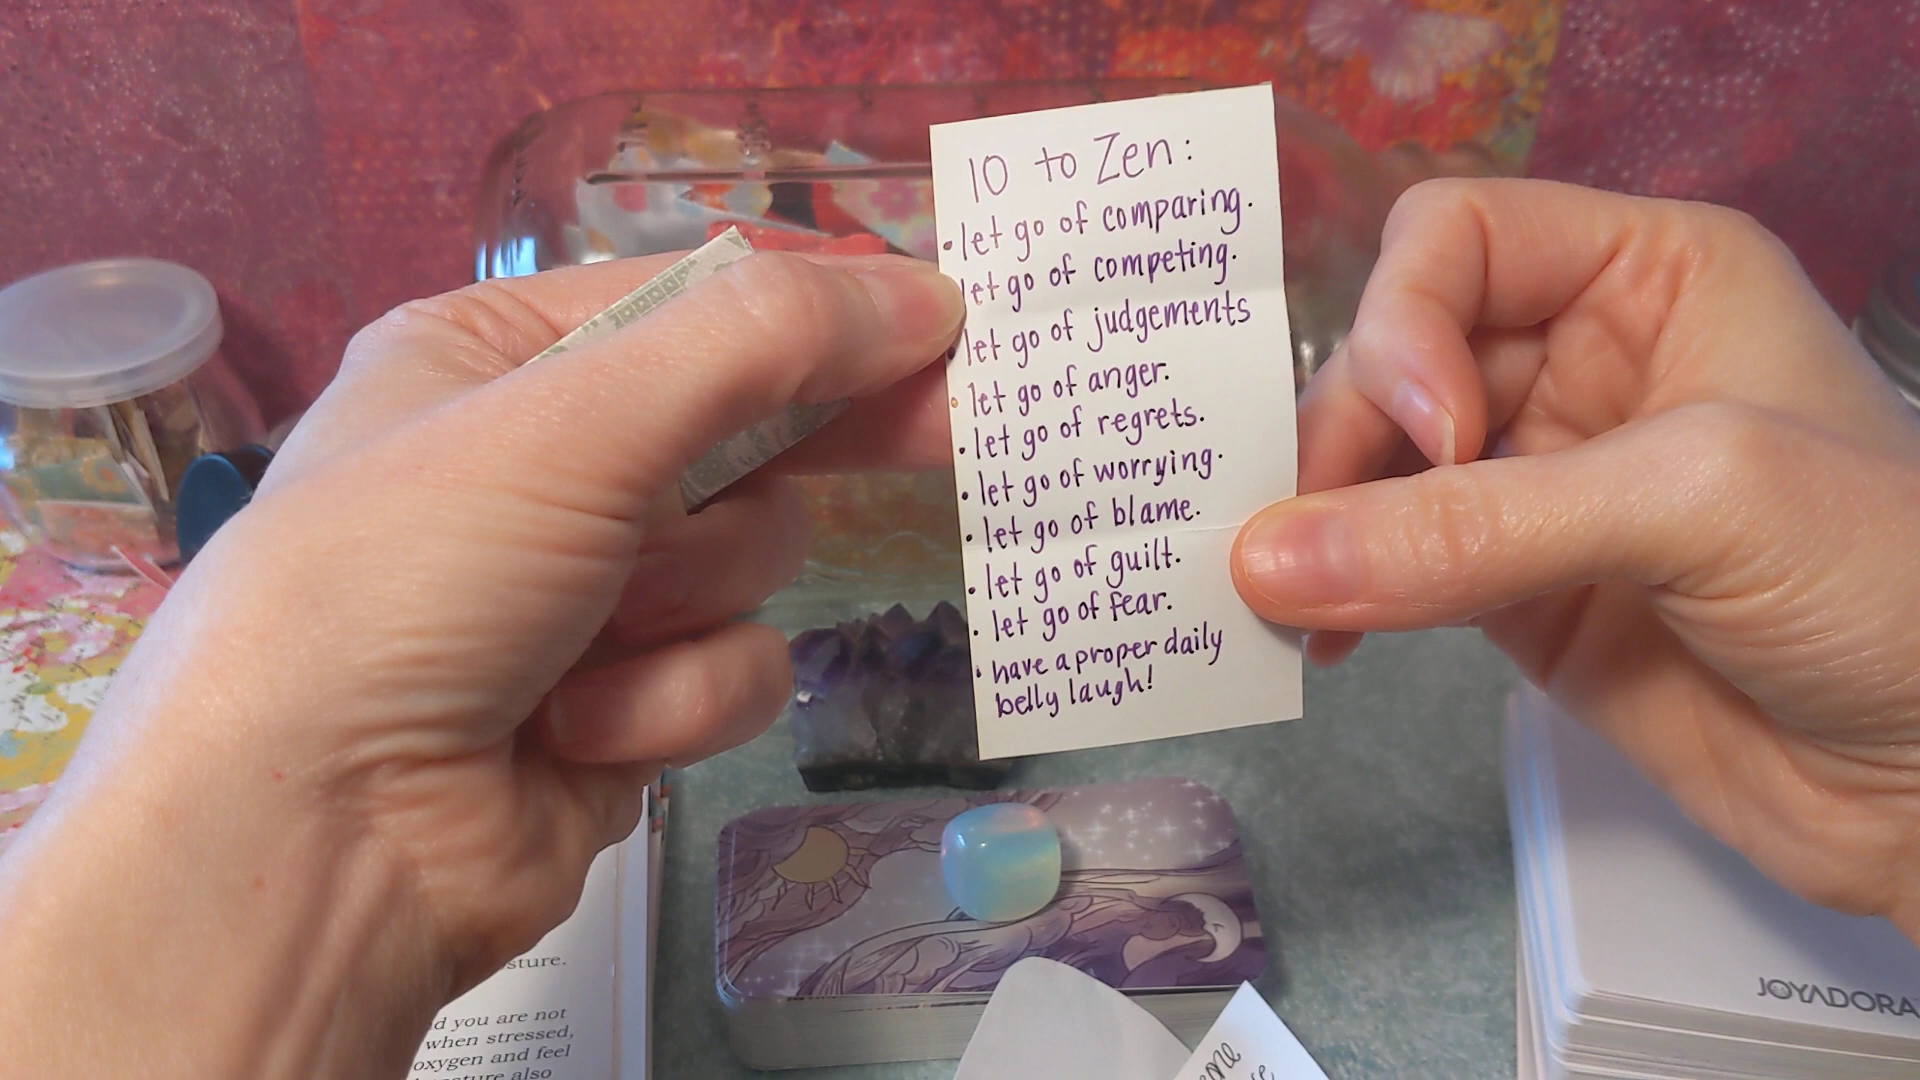 10 to Zen:
• let go of comparing.
let go of competing.
• let go of judgements
• let go of anger.
• let go of regrets.
• let go of worrying.
• let go of blame.
• let go of guilt.
• let go of fear.
• have a proper daily
belly laugh!
sture.
d you are not
when stressed,
oxygen and feel
also
JOYADORA